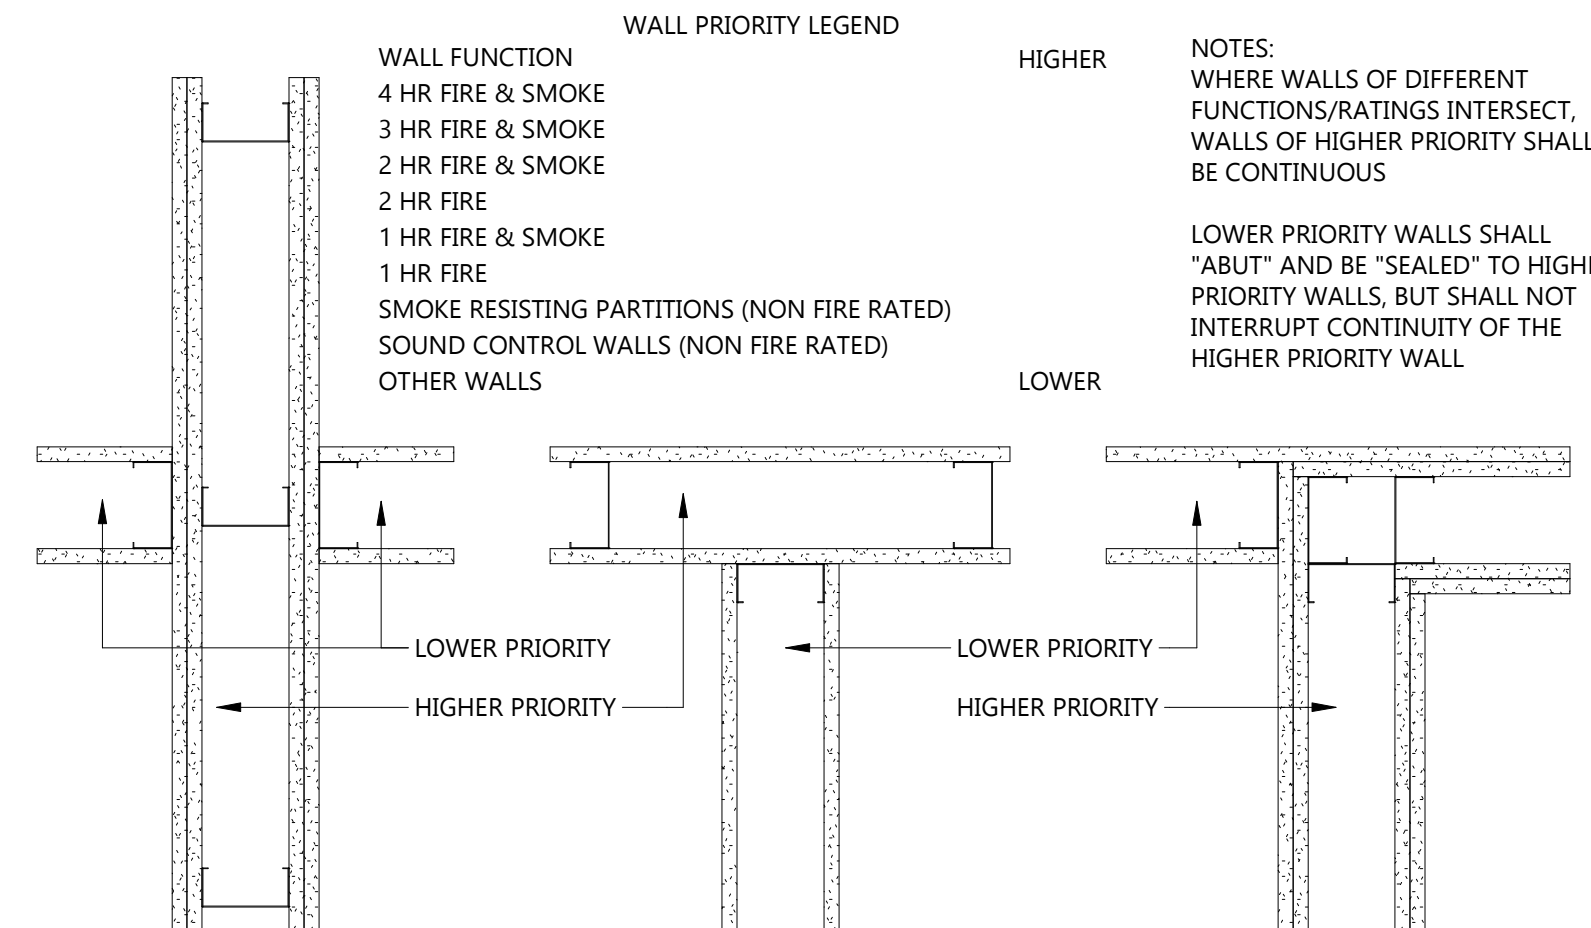 WALL PRIORITY LEGEND
WALL FUNCTION
HIGHER
4 HR FIRE & SMOKE
3 HR FIRE & SMOKE
2 HR FIRE & SMOKE
2 HR FIRE
1 HR FIRE & SMOKE
1 HR FIRE
SMOKE RESISTING PARTITIONS (NON FIRE RATED)
SOUND CONTROL WALLS (NON FIRE RATED)
OTHER WALLS
LOWER
NOTES:
WHERE WALLS OF DIFFERENT
FUNCTIONS/RATINGS INTERSECT,
WALLS OF HIGHER PRIORITY SHALL
BE CONTINUOUS
LOWER PRIORITY WALLS SHALL
"ABUT" AND BE "SEALED" TO
PRIORITY WALLS, BUT SHALL NOT
INTERRUPT CONTINUITY OF THE
HIGHER PRIORITY WALL
LOWER PRIORITY
HIGHER PRIORITY
LOWER PRIORITY
HIGHER PRIORITY